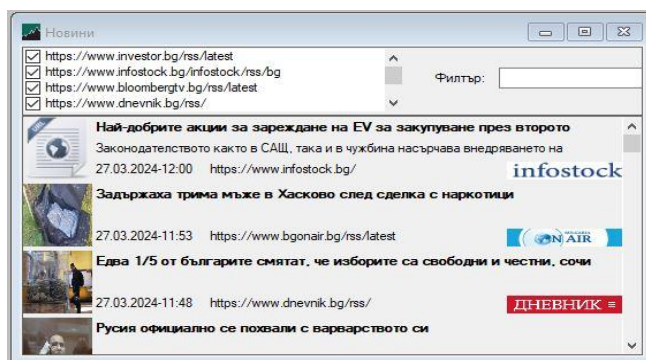 Новини
https://www.investor.bg/rss/latest
https://www.infostock.bg/infostock/rss/bg
https://www.bloombergtv.bg/rss/latest
https://www.dnevnik.bg/rss/
Филтър:
Най-добрите акции за зареждане на EV за закупуване през второто
Законодателството както в САЩ, така и в чужбина насърчава внедряването на
27.03.2024-12:00 https://www.infostock.bg/
infostock
Задържаха трима мъже в Хасково след сделка с наркотици
27.03.2024-11:53 https://www.bgonair.bg/rss/latest
ON AIR
Едва 1/5 от българите смятат, че изборите са свободни и честни, сочи
27.03.2024-11:48 https://www.dnevnik.bg/rss/
ДНЕВНИК
Русия официално се похвали с варварството си